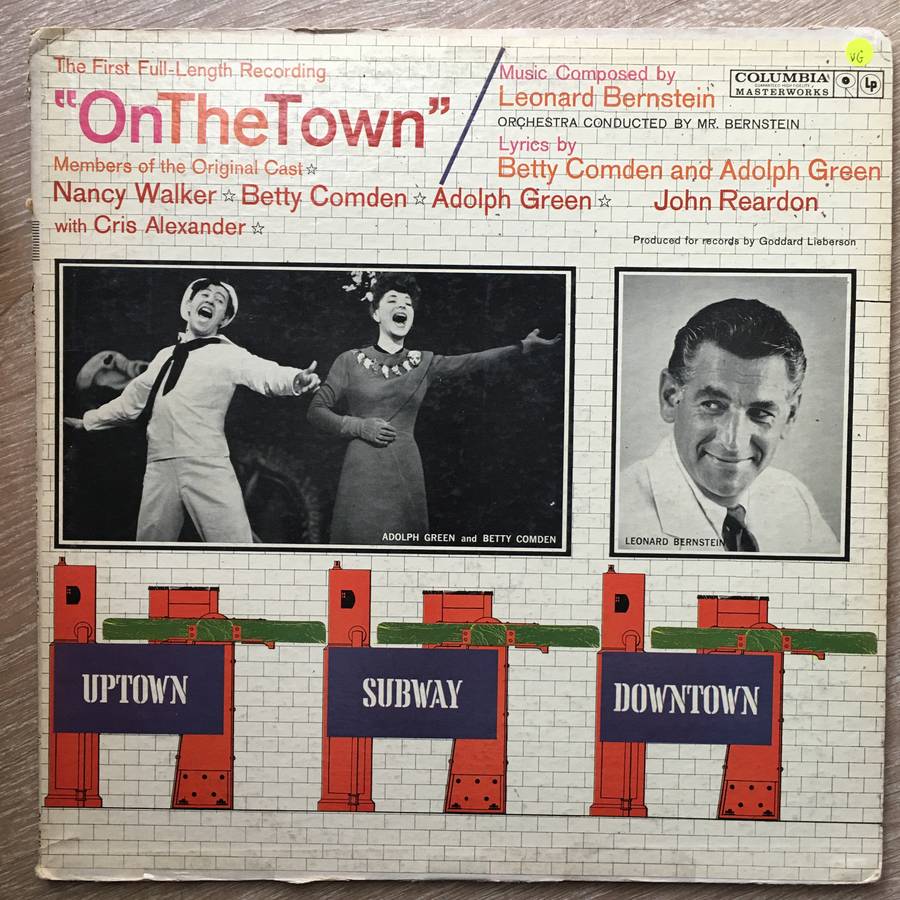 The First Full-Length Recording
"OnTheTown"
Members of the Original Cast☆
Nancy Walker ☆ Betty Comden ☆ Adolph Green ☆ John Reardon
with Cris Alexander ☆
Music Composed by
Leonard Bernstein
ORCHESTRA CONDUCTED BY MR. BERNSTEIN
Lyrics by
Betty Comden and Adolph Green
COLUMBIA
GUARANTEED HIGH FIDELITY
MASTERWORKS
LP
VG
Produced for records by Goddard Lieberson
ADOLPH GREEN and BETTY COMDEN
LEONARD BERNSTEIN
UPTOWN
SUBWAY
DOWNTOWN